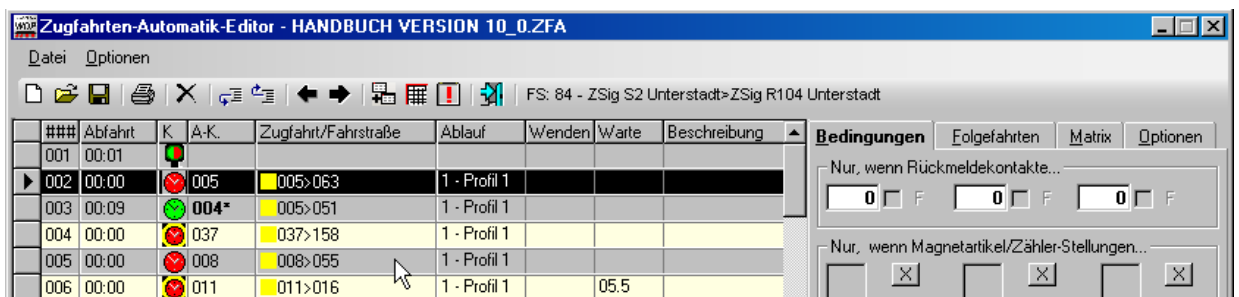 Zugfahrten-Automatik-Editor - HANDBUCH VERSION 10_0.ZFA
Datei Optionen
FS: 84 - ZSig S2 Unterstadt>ZSig R104 Unterstadt
### Abfahrt K A-K. Zugfahrt/Fahrstraße Ablauf Wenden Warte Beschreibung
001 00:01
002 00:00 005 005>063 1 - Profil 1
003 00:09 004* 005>051 1 - Profil 1
004 00:00 037 037>158 1 - Profil 1
005 00:00 008 008>055 1 - Profil 1
006 00:00 011 011>016 1 - Profil 1 05.5
Bedingungen Folgefahrten Matrix Optionen
Nur, wenn Rückmeldekontakte...
0 F 0 F 0 F
Nur, wenn Magnetartikel/Zähler-Stellungen...
X X X